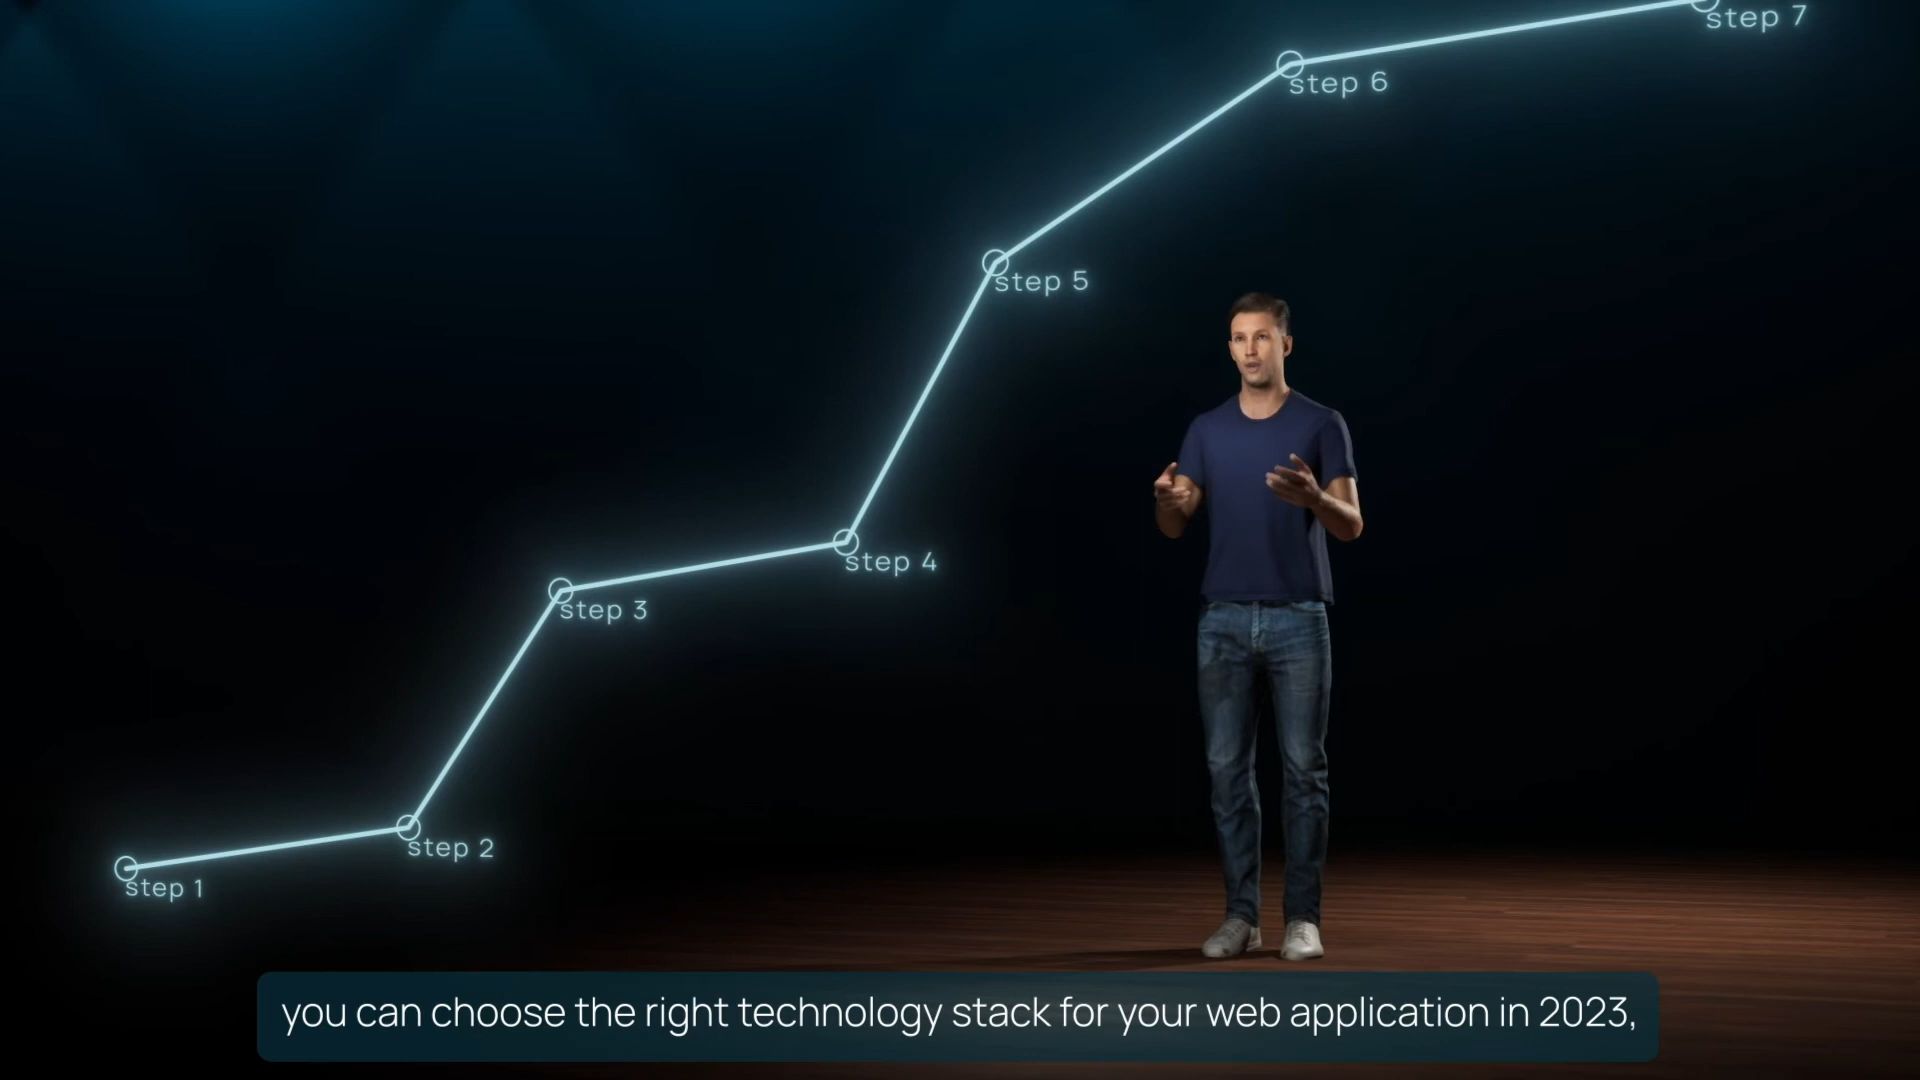 step 7
step 6
step 5
step 4
step 3
step 2
step 1
you can choose the right technology stack for your web application in 2023,